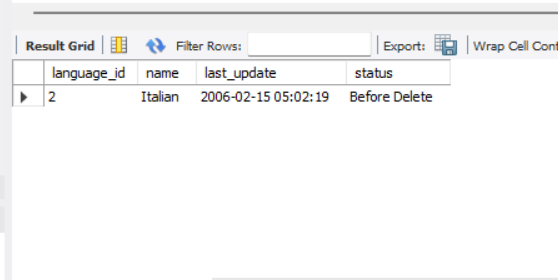 Result Grid Filter Rows: Export: Wrap Cell Cont
language_id name last_update status
2 Italian 2006-02-15 05:02:19 Before Delete